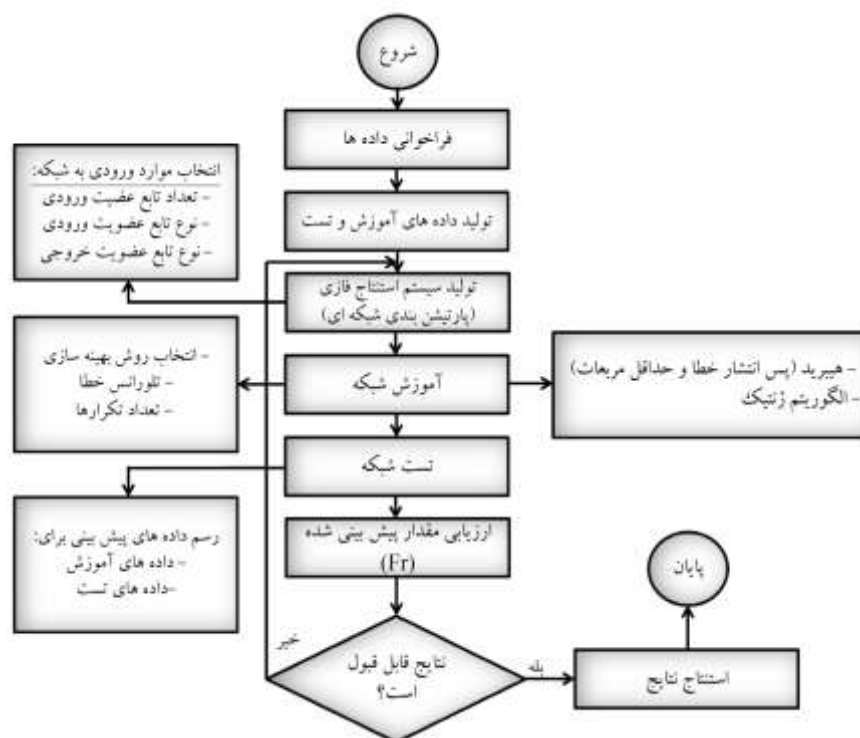 شروع
فراخوانی داده ها
تولید داده های آموزش و تست
انتخاب موارد ورودی به شبکه:
- تعداد تابع عضیت ورودی
- نوع تابع عضویت ورودی
- نوع تابع عضویت خروجی
تولید سیستم استنتاج فازی
(پارتیشن بندی شبکه ای)
آموزش شبکه
- انتخاب روش بهینه سازی
- تلورانس خطا
- تعداد تکرارها
- هیبرید (پس انتشار خطا و حداقل مربعات)
- الگوریتم ژنتیک
تست شبکه
رسم داده های پیش بینی برای:
- داده های آموزش
-داده های تست
ارزیابی مقدار پیش بینی شده
(Fr)
نتایج قابل قبول
است؟
خیر
بله
استنتاج نتایج
پایان